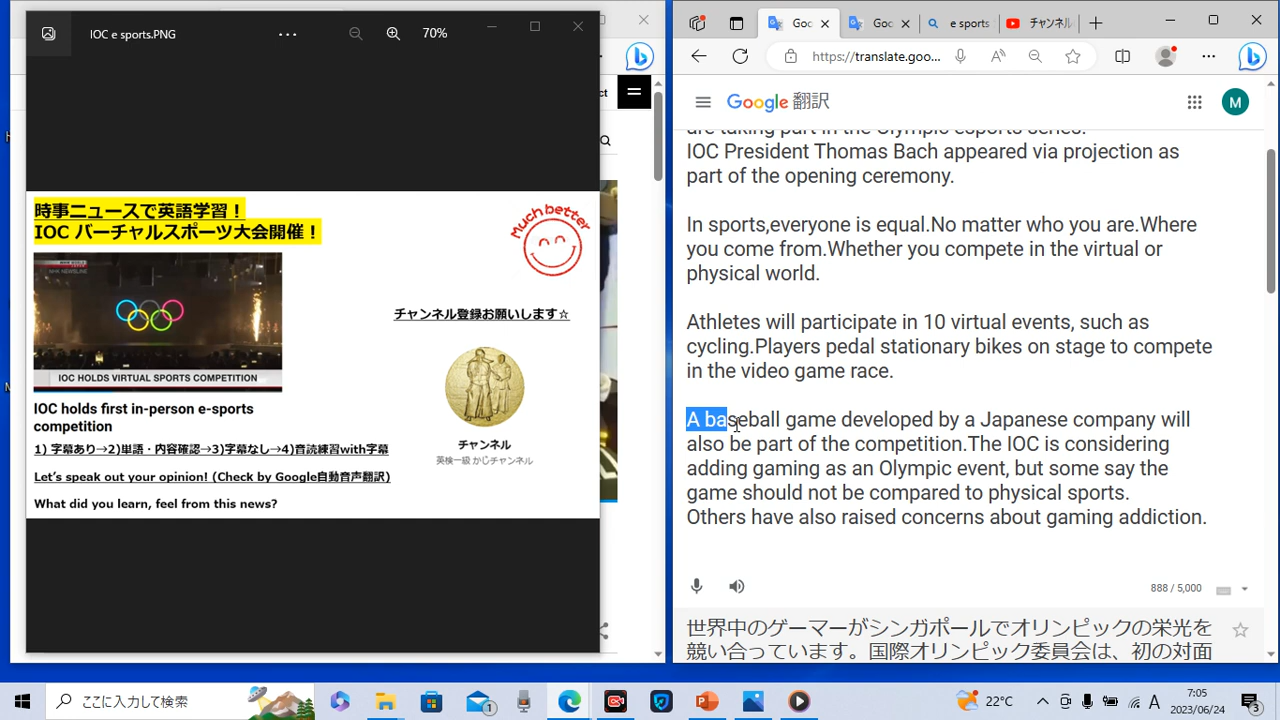 IOC e sports.PNG
70%
ct
時事ニュースで英語学習！
IOC バーチャルスポーツ大会開催！
Much better
NHK NEWSLINE
IOC HOLDS VIRTUAL SPORTS COMPETITION
IOC holds first in-person e-sports
competition
1) 字幕あり→2)単語・内容確認→3)字幕なし→4)音読練習with字幕
Let's speak out your opinion! (Check by Google自動音声翻訳)
What did you learn, feel from this news?
チャンネル登録お願いします☆
チャンネル
英検一級 かじチャンネル
Goo
Goo
e sports
チャンネル
https://translate.goo...
Google 翻訳
M
are taking part in the Olympic esports series.
IOC President Thomas Bach appeared via projection as
part of the opening ceremony.
In sports,everyone is equal.No matter who you are.Where
you come from.Whether you compete in the virtual or
physical world.
Athletes will participate in 10 virtual events, such as
cycling.Players pedal stationary bikes on stage to compete
in the video game race.
A baseball game developed by a Japanese company will
also be part of the competition.The IOC is considering
adding gaming as an Olympic event, but some say the
game should not be compared to physical sports.
Others have also raised concerns about gaming addiction.
888 / 5,000
世界中のゲーマーがシンガポールでオリンピックの栄光を
競い合っています。国際オリンピック委員会は、初の対面
ここに入力して検索
1
22°C
A
7:05
2023/06/24
3